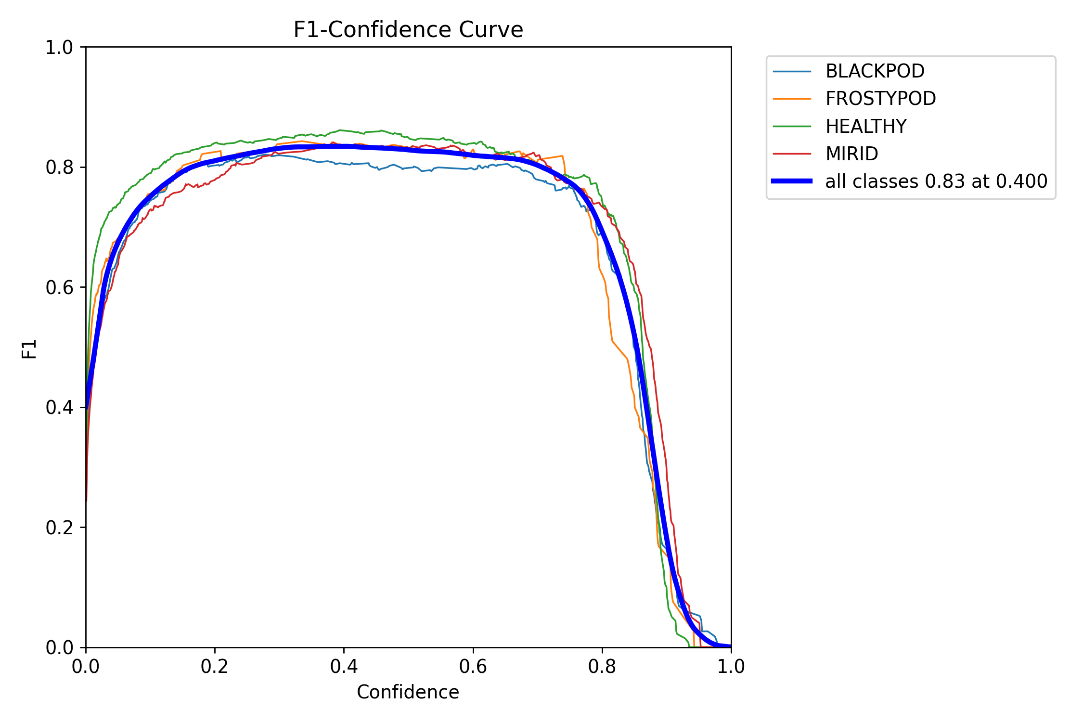 F1-Confidence Curve
1.0
0.8
0.6
0.4
0.2
0.0
F1
0.0 0.2 0.4 0.6 0.8 1.0
Confidence
BLACKPOD
FROSTYPOD
HEALTHY
MIRID
all classes 0.83 at 0.400